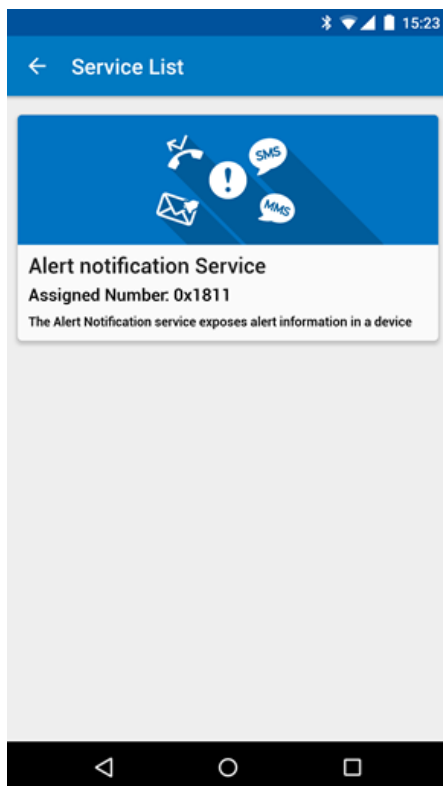 15:23
Service List
SMS
MMS
Alert notification Service
Assigned Number: 0x1811
The Alert Notification service exposes alert information in a device